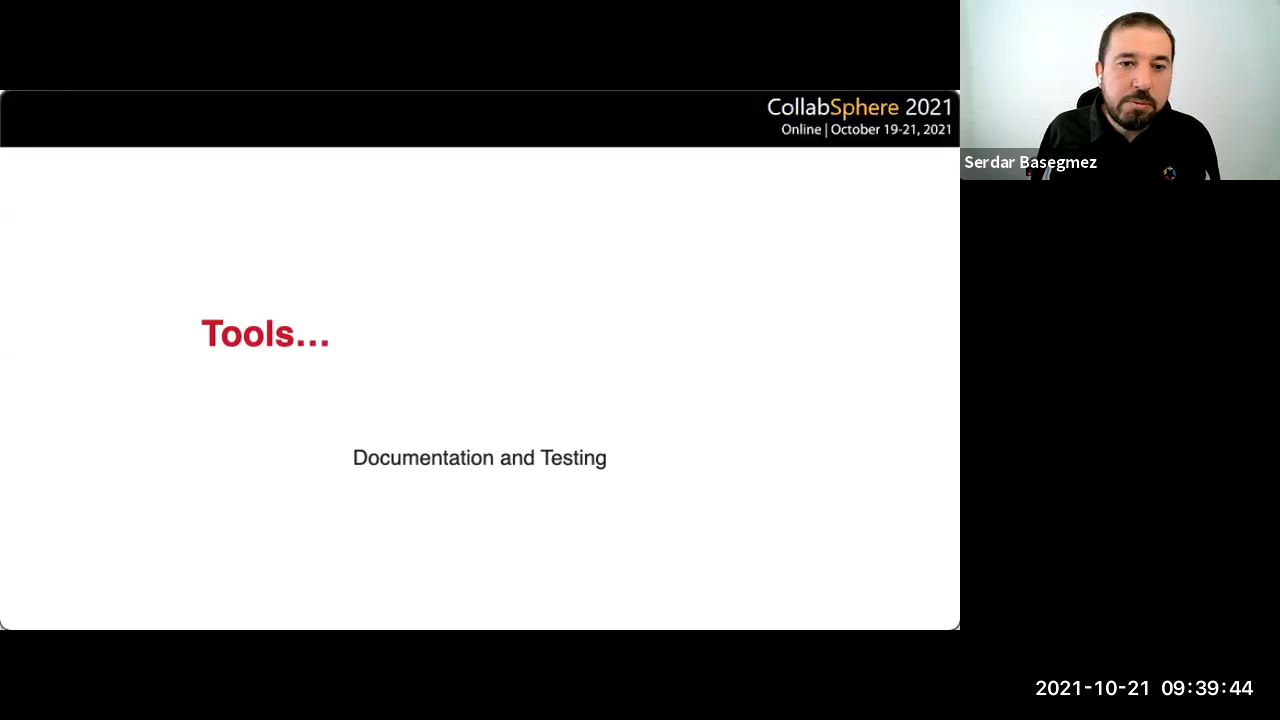 CollabSphere 2021
Online | October 19-21, 2021
Serdar Basegmez
Tools...
Documentation and Testing
2021-10-21 09:39:44